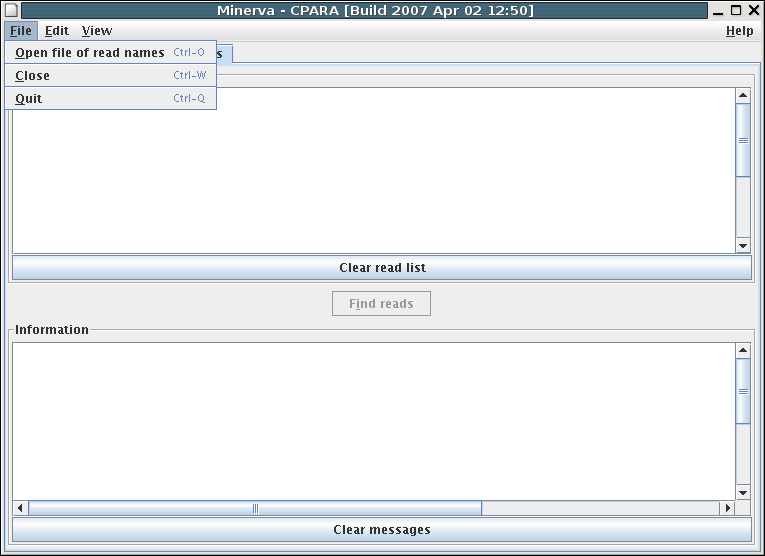 Minerva - CPARA [Build 2007 Apr 02 12:50]
File Edit View Help
Open file of read names Ctrl-O
Close Ctrl-W
Quit Ctrl-Q
Clear read list
Find reads
Information
Clear messages